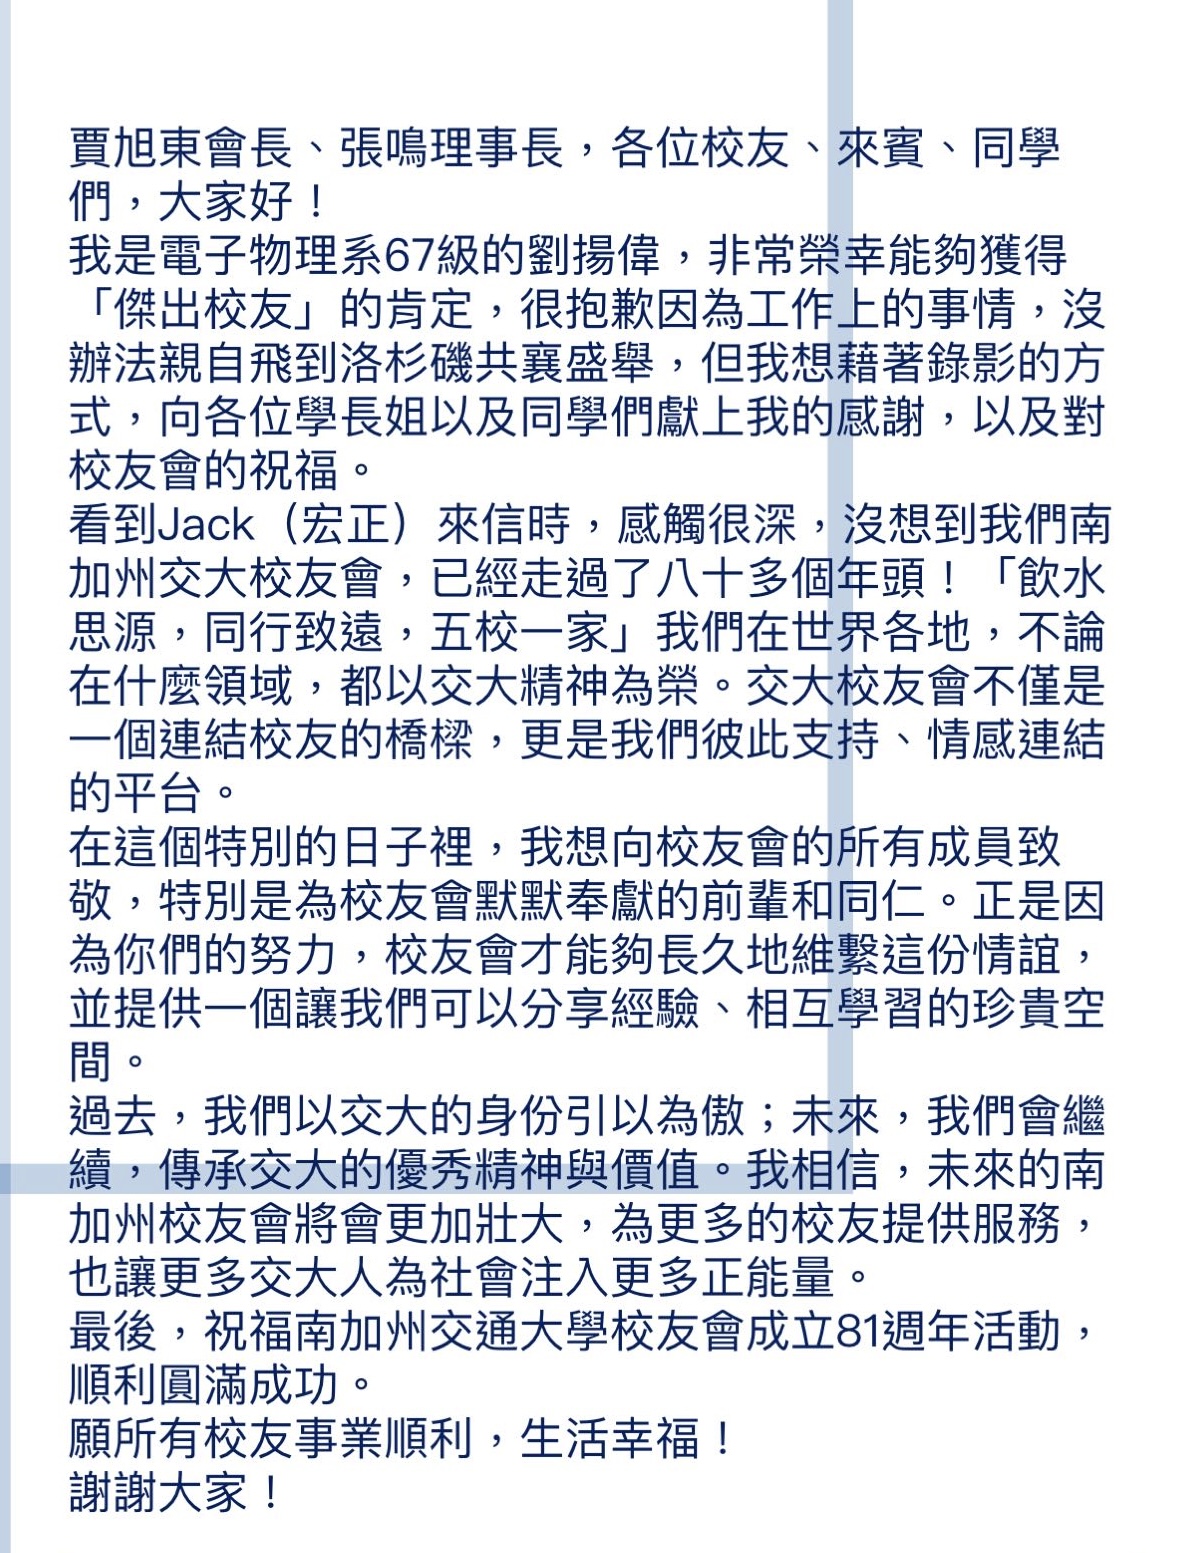 賈旭東會長、張鳴理事長，各位校友、來賓、同學
們，大家好！
我是電子物理系67級的劉揚偉，非常榮幸能夠獲得
「傑出校友」的肯定，很抱歉因為工作上的事情，沒
辦法親自飛到洛杉磯共襄盛舉，但我想藉著錄影的方
式，向各位學長姐以及同學們獻上我的感謝，以及對
校友會的祝福。
看到Jack（宏正）來信時，感觸很深，沒想到我們南
加州交大校友會，已經走過了八十多個年頭！「飲水
思源，同行致遠，五校一家」我們在世界各地，不論
在什麼領域，都以交大精神為榮。交大校友會不僅是
一個連結校友的橋樑，更是我們彼此支持、情感連結
的平台。
在這個特別的日子裡，我想向校友會的所有成員致
敬，特別是為校友會默默奉獻的前輩和同仁。正是因
為你們的努力，校友會才能夠長久地維繫這份情誼，
並提供一個讓我們可以分享經驗、相互學習的珍貴空
間。
過去，我們以交大的身份引以為傲；未來，我們會繼
續，傳承交大的優秀精神與價值。我相信，未來的南
加州校友會將會更加壯大，為更多的校友提供服務，
也讓更多交大人為社會注入更多正能量。
最後，祝福南加州交通大學校友會成立81週年活動，
順利圓滿成功。
願所有校友事業順利，生活幸福！
謝謝大家！